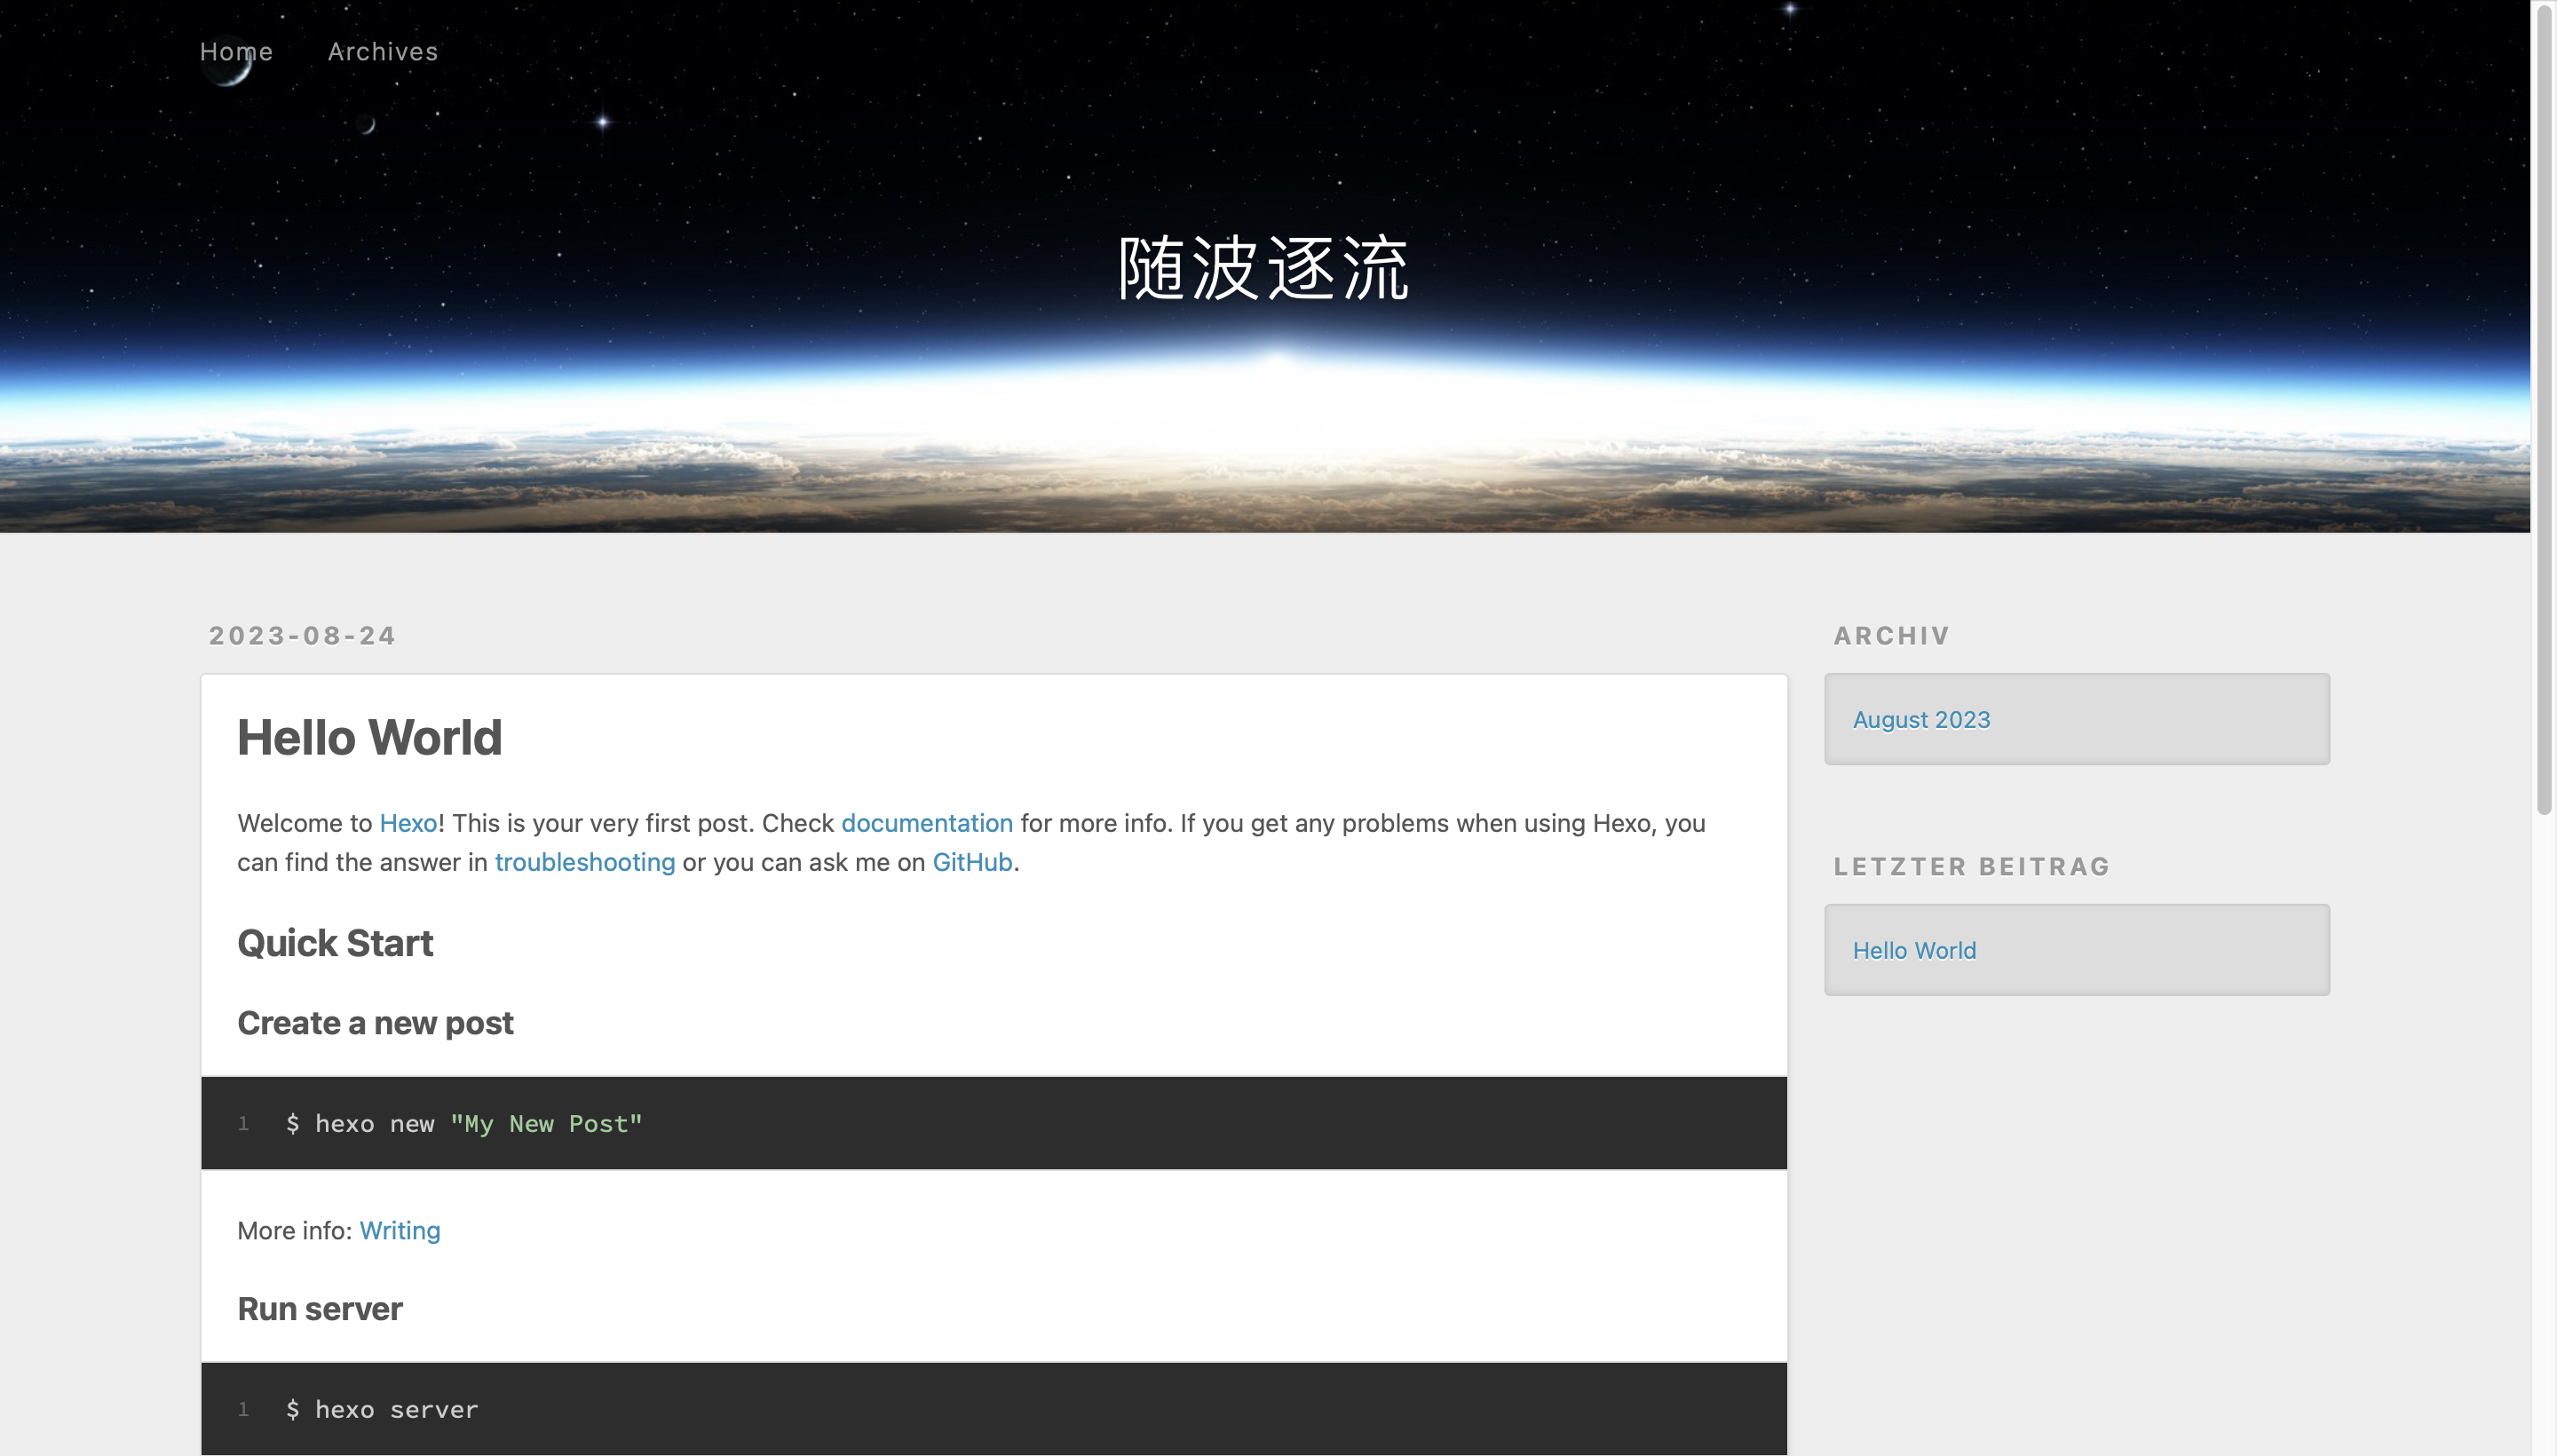 Home Archives
随波逐流
2023-08-24
Hello World
Welcome to Hexo! This is your very first post. Check documentation for more info. If you get any problems when using Hexo, you
can find the answer in troubleshooting or you can ask me on GitHub.
Quick Start
Create a new post
1 $ hexo new "My New Post"
More info: Writing
Run server
1 $ hexo server
ARCHIV
August 2023
LETZTER BEITRAG
Hello World